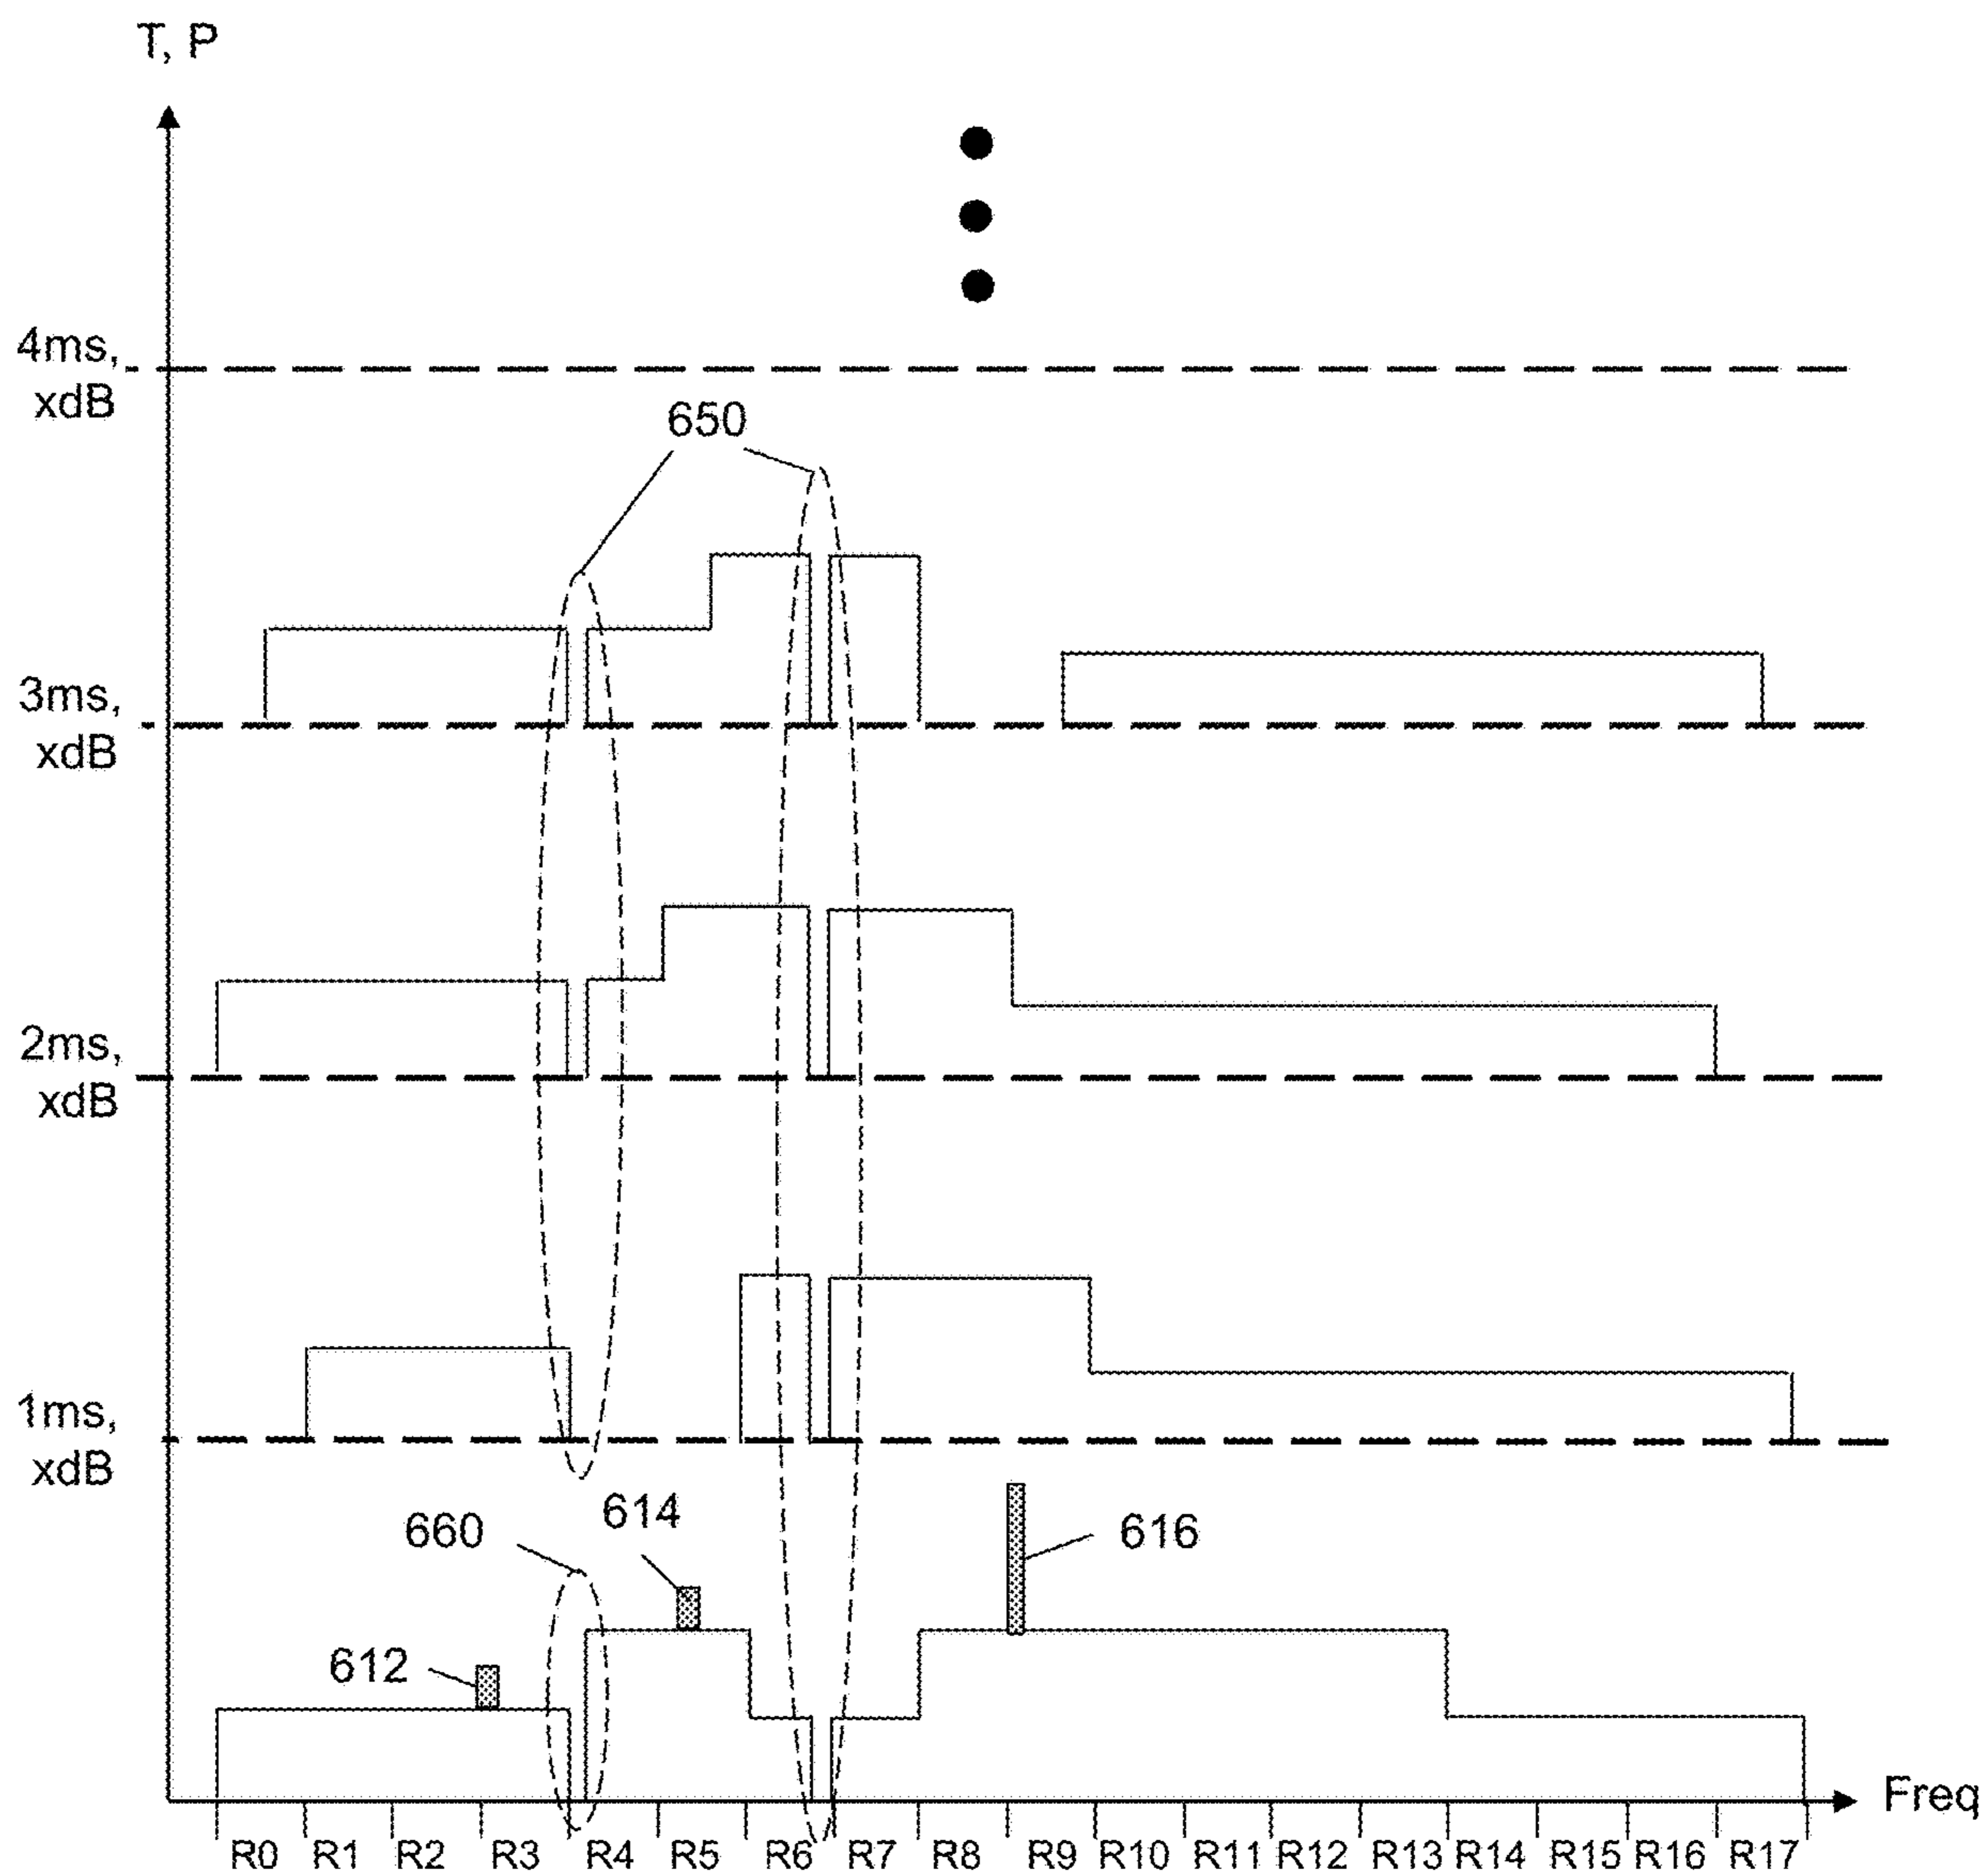 T, P
4ms,
xdB
650
3ms,
xdB
2ms,
xdB
1ms,
xdB
660
614
616
612
Freq
R0 R1 R2 R3 R4 R5 R6 R7 R8 R9 R10 R11 R12 R13 R14 R15 R16 R17